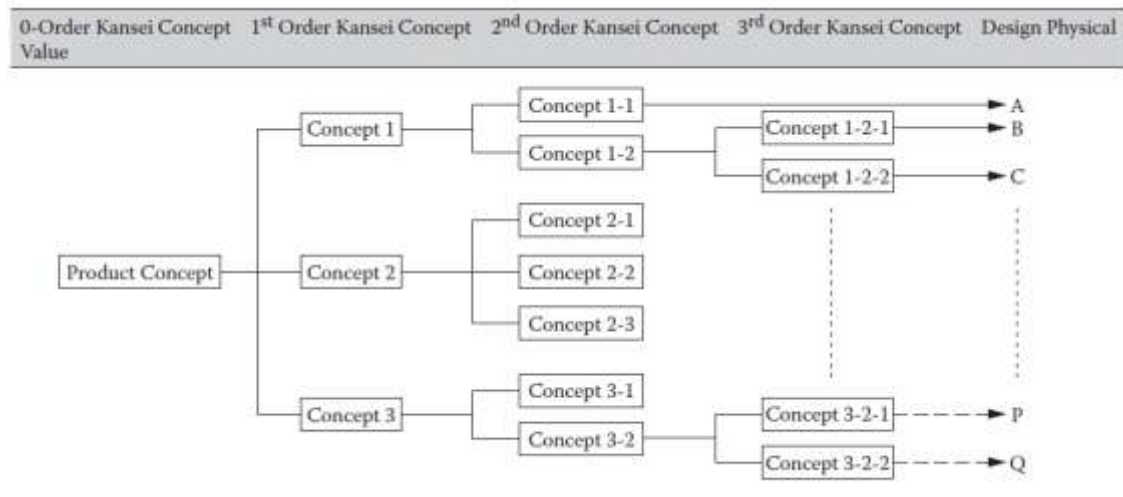 0-Order Kansei Concept 1st Order Kansei Concept 2nd Order Kansei Concept 3rd Order Kansei Concept Design Physical
Value
Concept 1-1 A
Concept 1 Concept 1-2-1 B
Concept 1-2
Concept 1-2-2 C
Concept 2-1
Product Concept Concept 2 Concept 2-2
Concept 2-3
Concept 3-1
Concept 3 Concept 3-2-1 P
Concept 3-2
Concept 3-2-2 Q